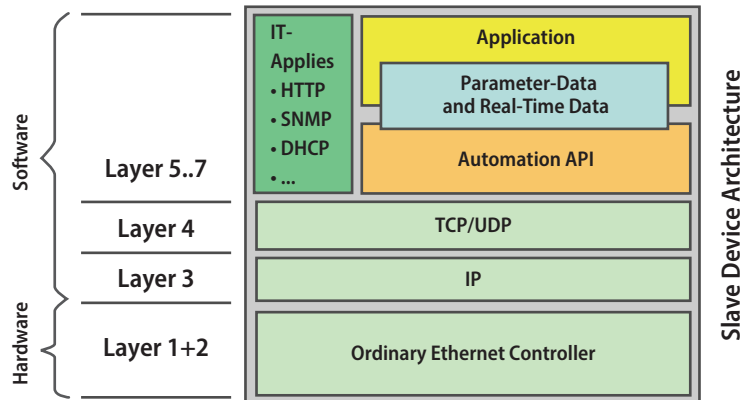 Software
Hardware
Layer 5..7
Layer 4
Layer 3
Layer 1+2
IT-
Applies
• HTTP
• SNMP
• DHCP
• ...
Application
Parameter-Data
and Real-Time Data
Automation API
TCP/UDP
IP
Ordinary Ethernet Controller
Slave Device Architecture